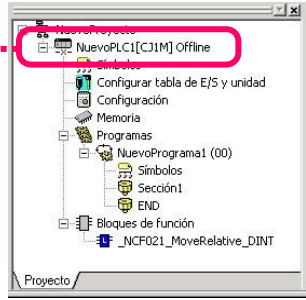 NuevoProyecto
NuevoPLC1[CJ1M] Offline
Símbolos
Configurar tabla de E/S y unidad
Configuración
Memoria
Programas
NuevoPrograma1 (00)
Símbolos
Sección1
END
Bloques de función
_NCF021_MoveRelative_DINT
Proyecto